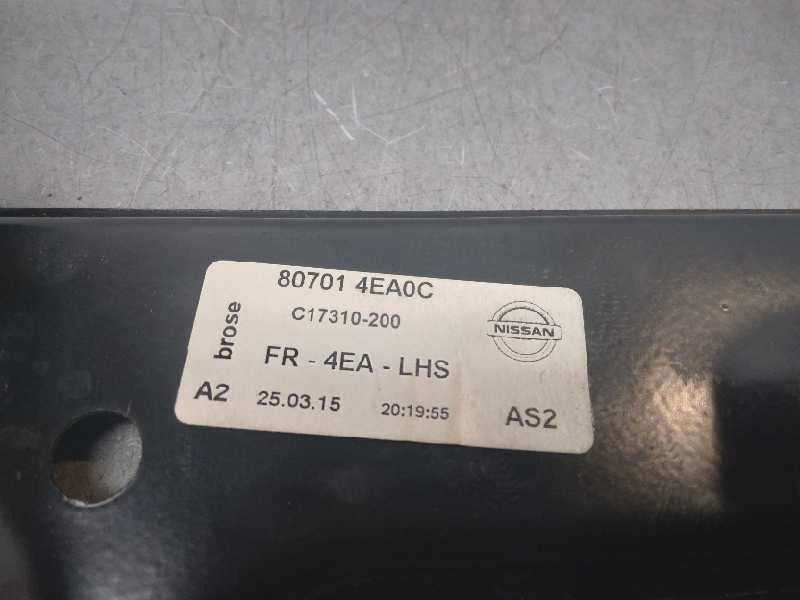 80701 4EA0C
C17310-200
NISSAN
brose
FR - 4EA - LHS
A2 25.03.15 20:19:55 AS2